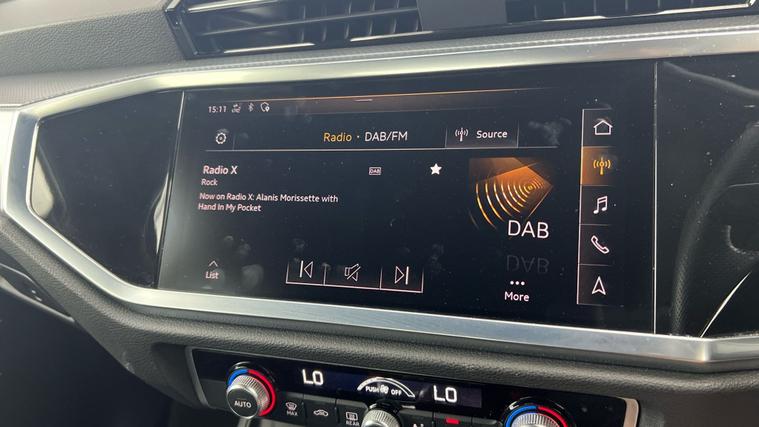 15:11 LTE
Radio · DAB/FM
Source
Radio X
DAB
Rock
Now on Radio X: Alanis Morissette with
Hand In My Pocket
DAB
List
More
LO
PUSH OFF
LO
AUTO
MAX
REAR